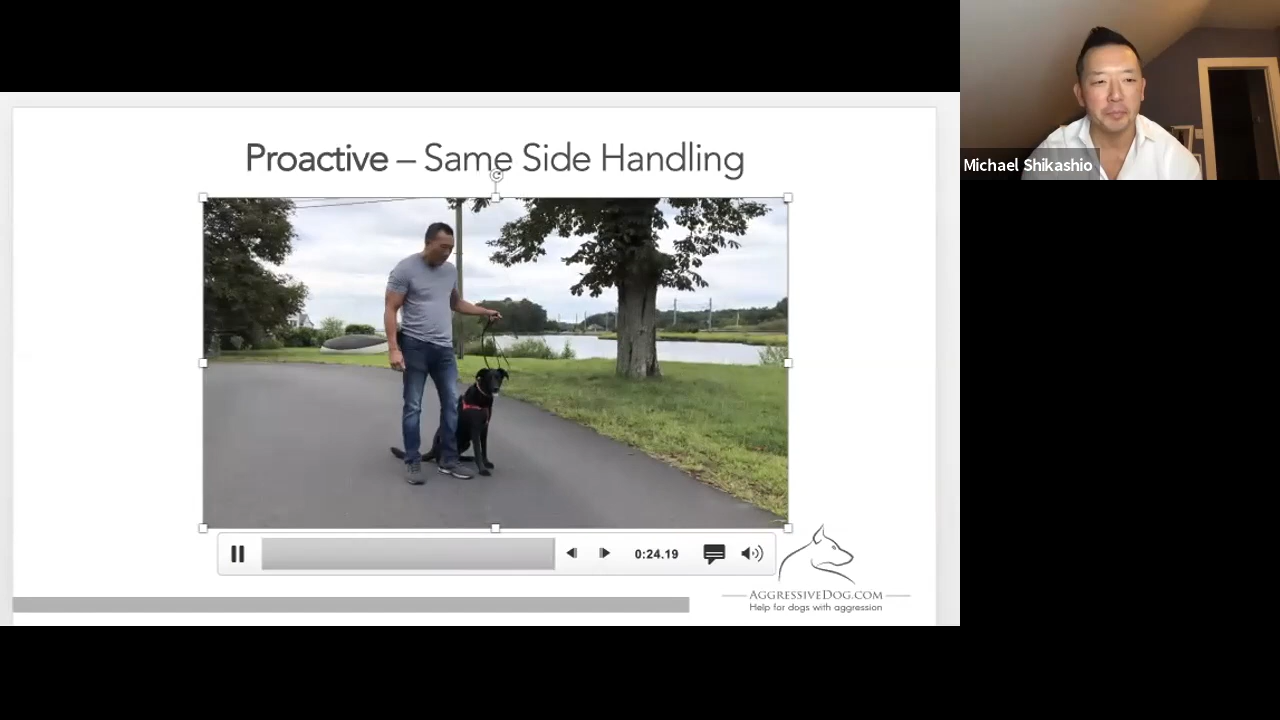 Proactive – Same Side Handling
Michael Shikashio
0:24.19
AGGRESSIVEDOG.COM
Help for dogs with aggression